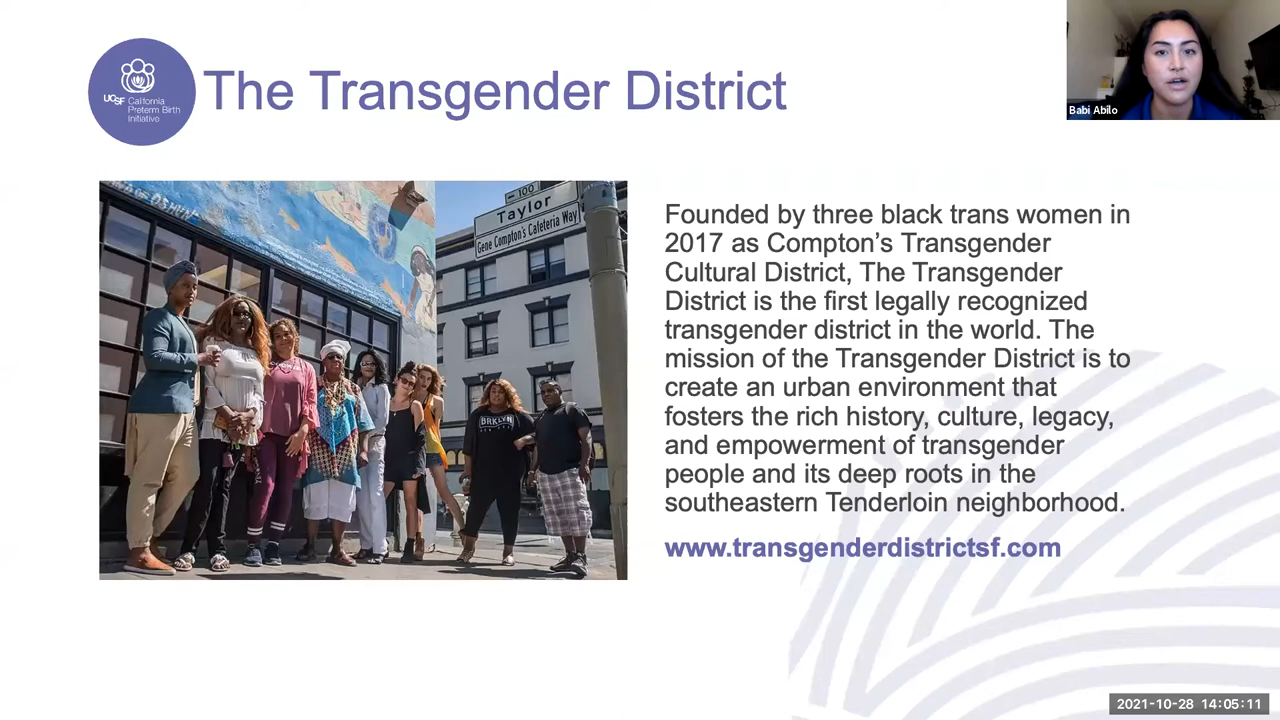 UCSF California
Preterm Birth
Initiative
The Transgender District
Babi Abilo
100
Taylor
Gene Compton's Cafeteria Way
BRKLYN
Founded by three black trans women in
2017 as Compton’s Transgender
Cultural District, The Transgender
District is the first legally recognized
transgender district in the world. The
mission of the Transgender District is to
create an urban environment that
fosters the rich history, culture, legacy,
and empowerment of transgender
people and its deep roots in the
southeastern Tenderloin neighborhood.
www.transgenderdistrictsf.com
2021-10-28 14:05:11